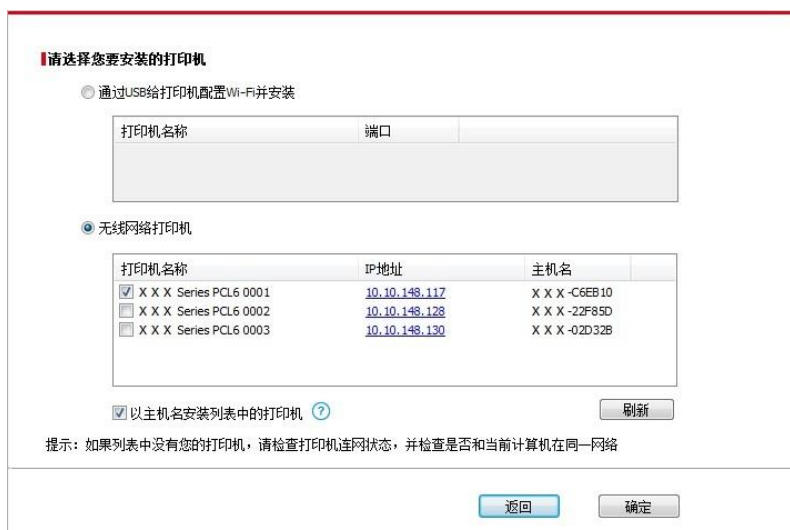 请选择您要安装的打印机
通过USB给打印机配置Wi-Fi并安装
打印机名称 端口
无线网络打印机
打印机名称 IP地址 主机名
X X X Series PCL6 0001 10.10.148.117 X X X -C6EB10
X X X Series PCL6 0002 10.10.148.128 X X X -22F85D
X X X Series PCL6 0003 10.10.148.130 X X X -02D32B
以主机名安装列表中的打印机 ? 刷新
提示：如果列表中没有您的打印机，请检查打印机连网状态，并检查是否和当前计算机在同一网络
返回 确定